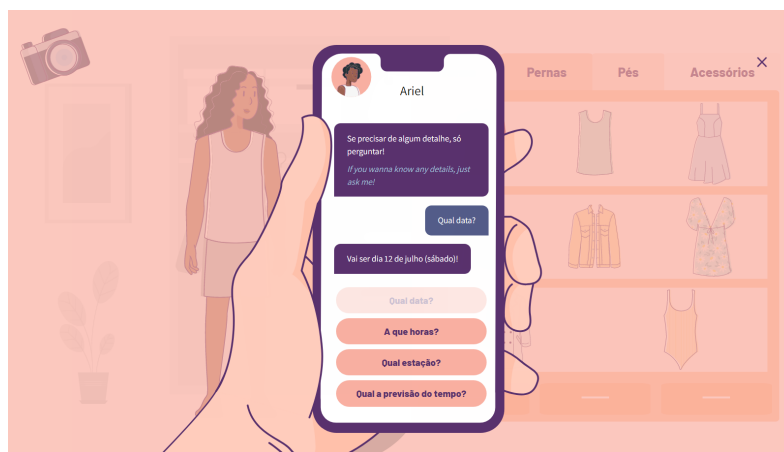 Pernas
Pés
Acessórios
Ariel
Se precisar de algum detalhe, só
perguntar!
If you wanna know any details, just
ask me!
Qual data?
Vai ser dia 12 de julho (sábado)!
Qual data?
A que horas?
Qual estação?
Qual a previsão do tempo?